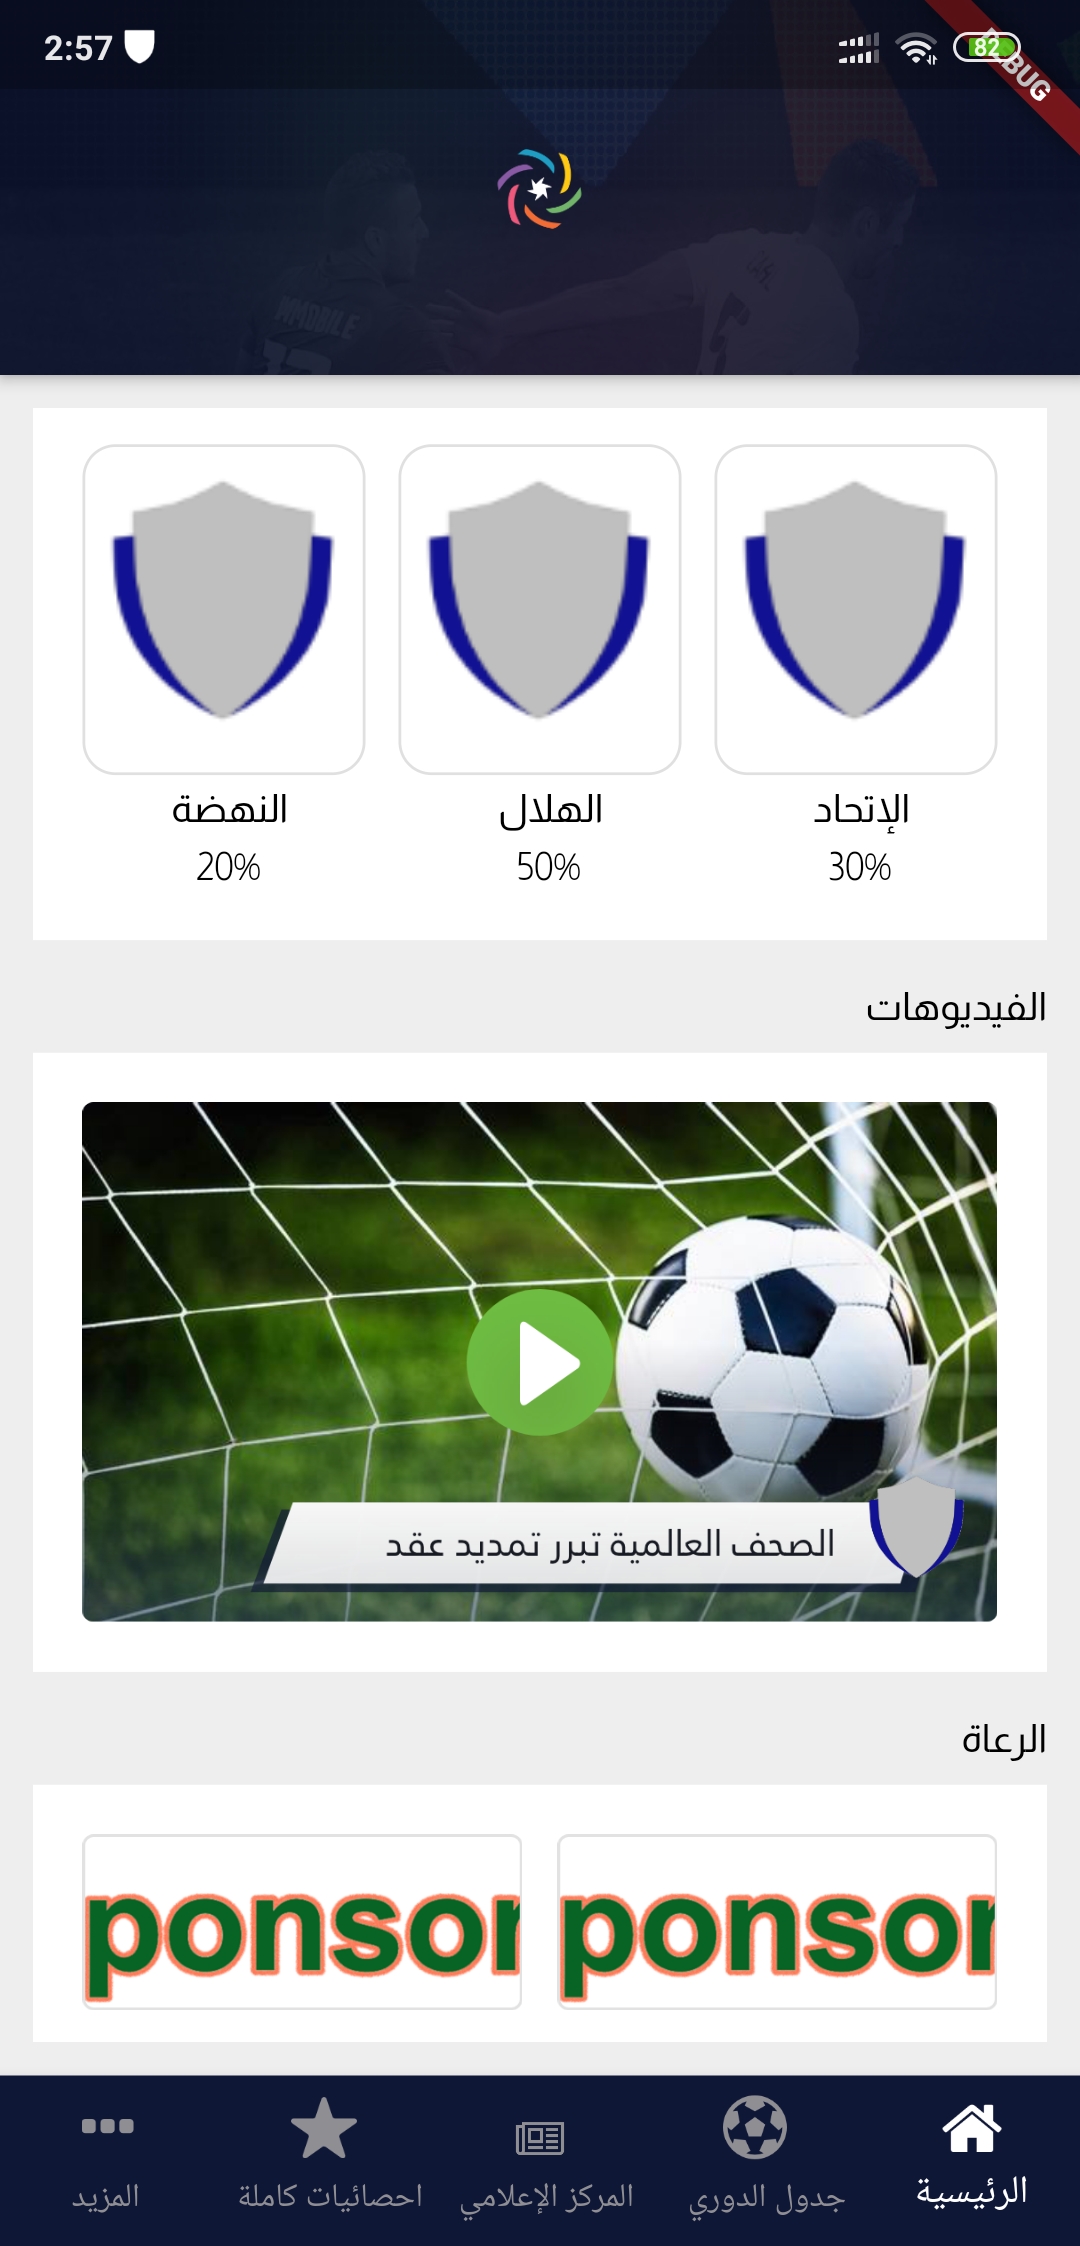 2:57
82
DEBUG
MMOBILE
الإتحاد
الهلال
النهضة
30%
50%
20%
الفيديوهات
الصحف العالمية تبرر تمديد عقد
الرعاة
ponsor
ponsor
الرئيسية
جدول الدوري
المركز الإعلامي
احصائيات كاملة
المزيد